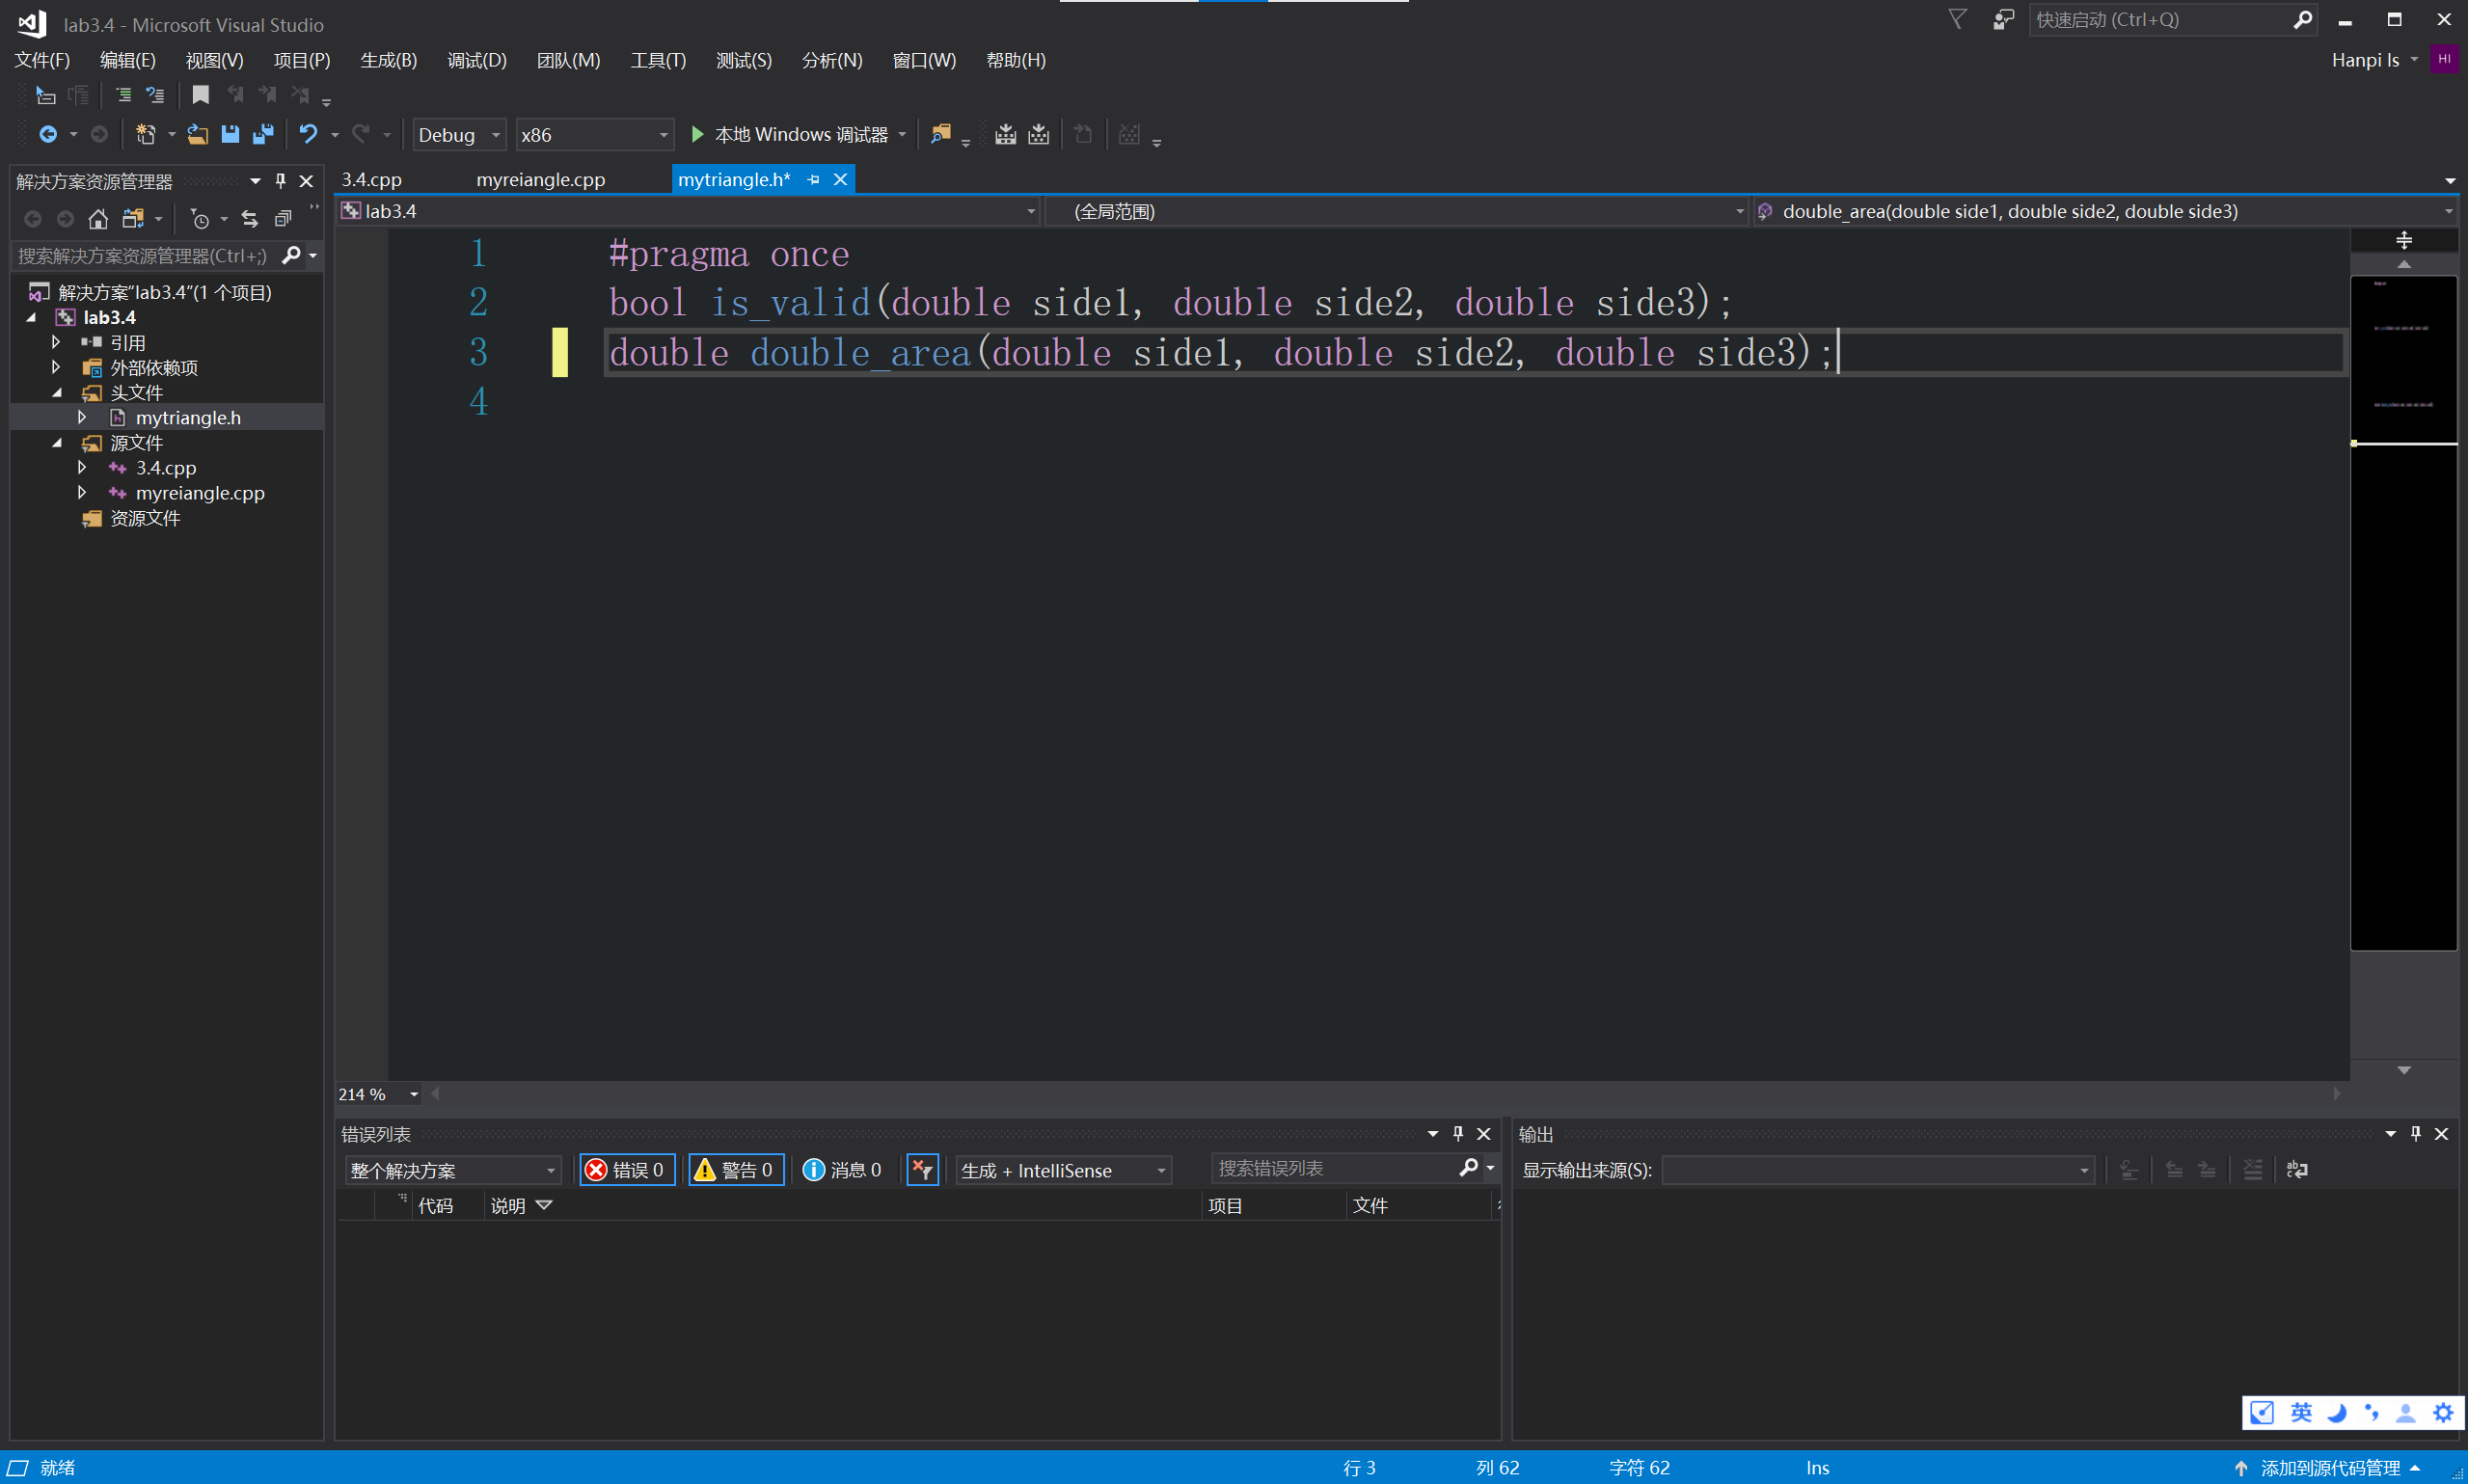 lab3.4 - Microsoft Visual Studio
快速启动 (Ctrl+Q)
文件(F) 编辑(E) 视图(V) 项目(P) 生成(B) 调试(D) 团队(M) 工具(T) 测试(S) 分析(N) 窗口(W) 帮助(H)
Hanpi ls HI
Debug x86 本地 Windows 调试器
解决方案资源管理器
3.4.cpp myreiangle.cpp mytriangle.h*
lab3.4 (全局范围) double_area(double side1, double side2, double side3)
搜索解决方案资源管理器(Ctrl+;)
解决方案“lab3.4”(1 个项目)
lab3.4
引用
外部依赖项
头文件
mytriangle.h
源文件
3.4.cpp
myreiangle.cpp
资源文件
1 #pragma once
2 bool is_valid(double side1, double side2, double side3);
3 double double_area(double side1, double side2, double side3);
4
214 %
错误列表
整个解决方案 错误 0 警告 0 消息 0 生成 + IntelliSense 搜索错误列表
代码 说明 项目 文件
输出
显示输出来源(S):
英
就绪 行 3 列 62 字符 62 Ins 添加到源代码管理